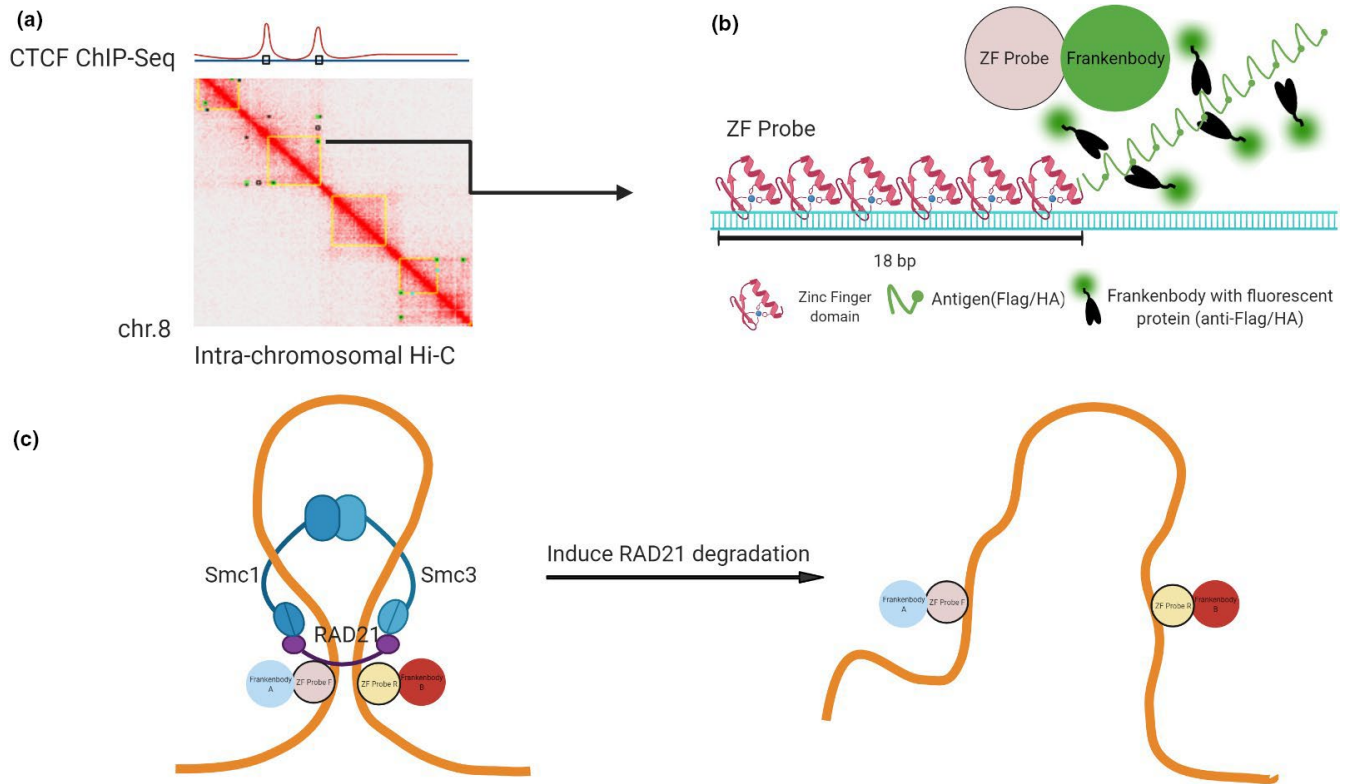 (a)
CTCF ChIP-Seq
chr.8
Intra-chromosomal Hi-C
(b)
ZF Probe
Frankenbody
ZF Probe
18 bp
Zinc Finger
domain
Antigen(Flag/HA)
Frankenbody with fluorescent
protein (anti-Flag/HA)
(c)
Smc1
Smc3
RAD21
Frankenbody
A
ZF Probe F
ZF Probe R
Frankenbody
B
Induce RAD21 degradation
Frankenbody
A
ZF Probe F
ZF Probe R
Frankenbody
B